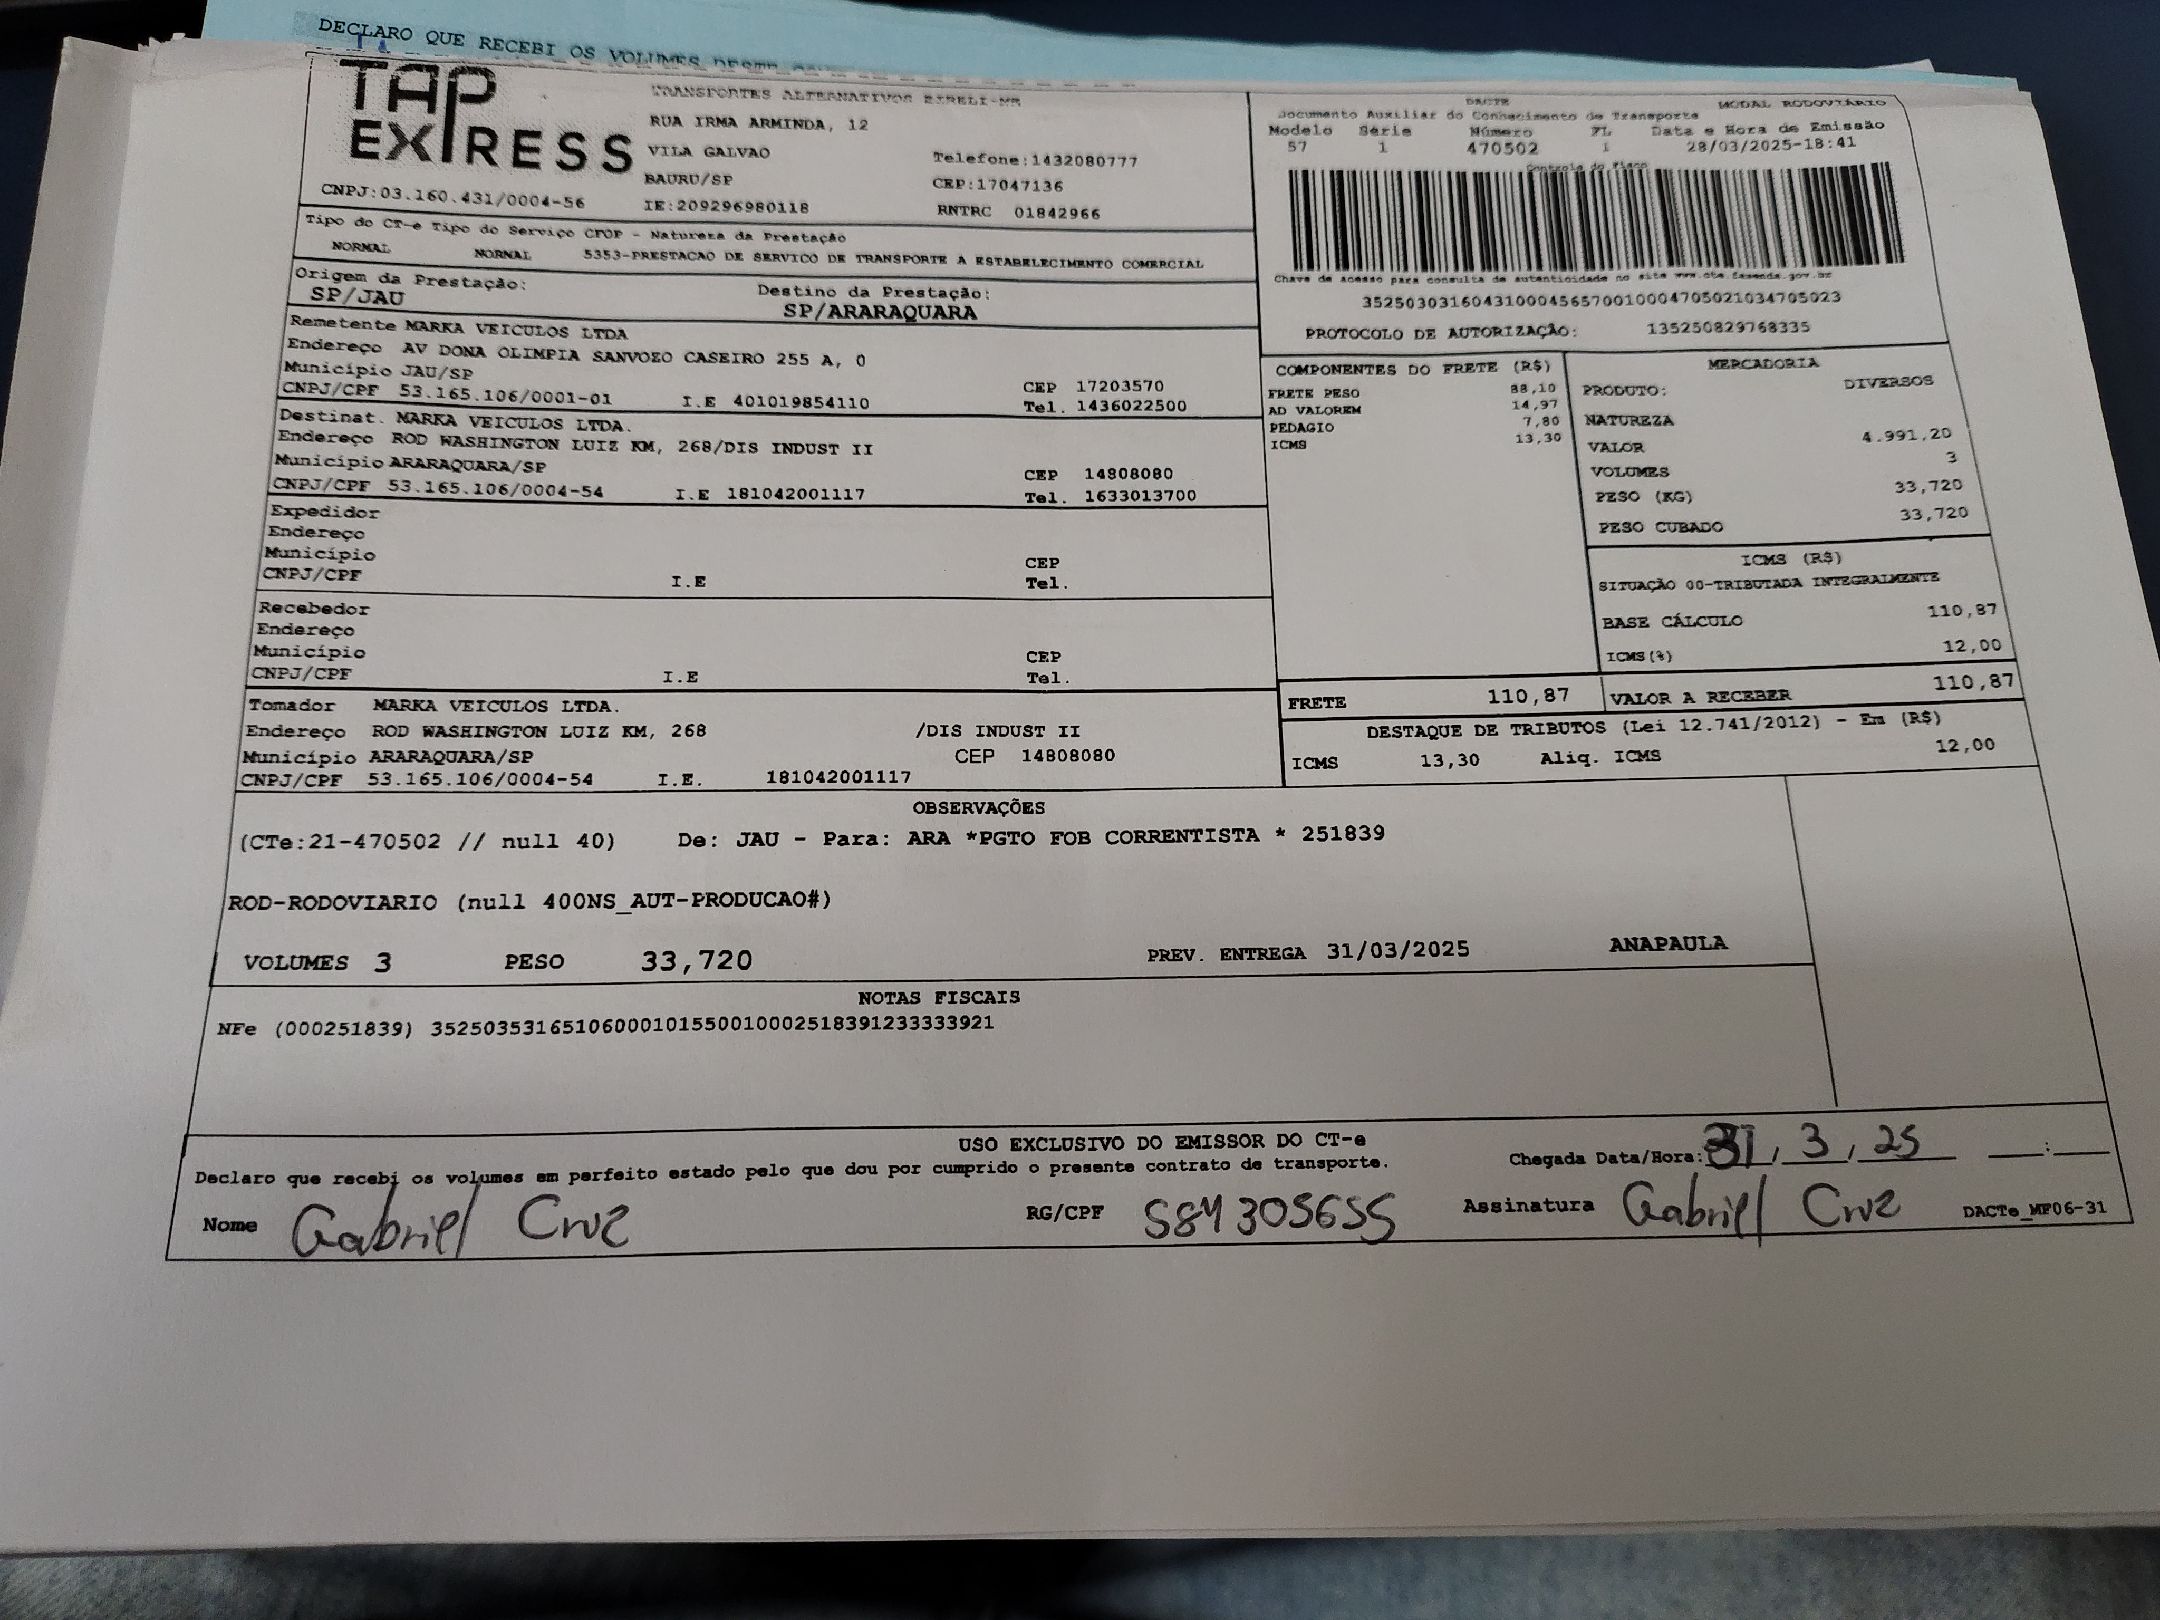 DECLARO QUE RECEBI OS VOLUMES DESTE
TAP EXPRESS
TRANSPORTES ALTERNATIVOS EIRELI-ME
RUA IRMA ARMINDA, 12
VILA GALVAO Telefone:1432080777
BAURU/SP CEP:17047136
CNPJ:03.160.431/0004-56 IE:209296980118 RNTRC 01842966
DACTE MODAL RODOVIÁRIO
Documento Auxiliar do Conhecimento de Transporte
Modelo Série Número FL Data e Hora de Emissão
57 1 470502 1 28/03/2025-18:41
Controle do Fisco
Chave de acesso para consulta de autenticidade no site www.cte.fazenda.gov.br
35250303160431000456570010004705021034705023
PROTOCOLO DE AUTORIZAÇÃO: 135250829768335
Tipo do CT-e Tipo do Serviço CFOP - Natureza da Prestação
NORMAL NORMAL 5353-PRESTACAO DE SERVICO DE TRANSPORTE A ESTABELECIMENTO COMERCIAL
Origem da Prestação: Destino da Prestação:
SP/JAU SP/ARARAQUARA
Remetente MARKA VEICULOS LTDA
Endereço AV DONA OLIMPIA SANVOZO CASEIRO 255 A, 0
Município JAU/SP CEP 17203570
CNPJ/CPF 53.165.106/0001-01 I.E 401019854110 Tel. 1436022500
Destinat. MARKA VEICULOS LTDA.
Endereço ROD WASHINGTON LUIZ KM, 268/DIS INDUST II
Município ARARAQUARA/SP CEP 14808080
CNPJ/CPF 53.165.106/0004-54 I.E 181042001117 Tel. 1633013700
Expedidor
Endereço
Município CEP
CNPJ/CPF I.E Tel.
Recebedor
Endereço
Município CEP
CNPJ/CPF I.E Tel.
Tomador MARKA VEICULOS LTDA.
Endereço ROD WASHINGTON LUIZ KM, 268 /DIS INDUST II
Município ARARAQUARA/SP CEP 14808080
CNPJ/CPF 53.165.106/0004-54 I.E. 181042001117
COMPONENTES DO FRETE (R$)
FRETE PESO 88,10
AD VALOREM 14,97
PEDAGIO 7,80
ICMS 13,30
MERCADORIA
PRODUTO: DIVERSOS
NATUREZA
VALOR 4.991,20
VOLUMES 3
PESO (KG) 33,720
PESO CUBADO 33,720
ICMS (R$)
SITUAÇÃO 00-TRIBUTADA INTEGRALMENTE
BASE CÁLCULO 110,87
ICMS(%) 12,00
FRETE 110,87 VALOR A RECEBER 110,87
DESTAQUE DE TRIBUTOS (Lei 12.741/2012) - Em (R$)
ICMS 13,30 Aliq. ICMS 12,00
OBSERVAÇÕES
(CTe:21-470502 // null 40) De: JAU - Para: ARA *PGTO FOB CORRENTISTA * 251839
ROD-RODOVIARIO (null 400NS_AUT-PRODUCAO#)
VOLUMES 3 PESO 33,720 PREV. ENTREGA 31/03/2025 ANAPAULA
NOTAS FISCAIS
NFe (000251839) 35250353165106000101550010002518391233333921
USO EXCLUSIVO DO EMISSOR DO CT-e
Declaro que recebi os volumes em perfeito estado pelo que dou por cumprido o presente contrato de transporte. Chegada Data/Hora: 31, 3, 25 :
Nome Gabriel Cruz RG/CPF 584305655 Assinatura Gabriel Cruz DACTe_MF06-31